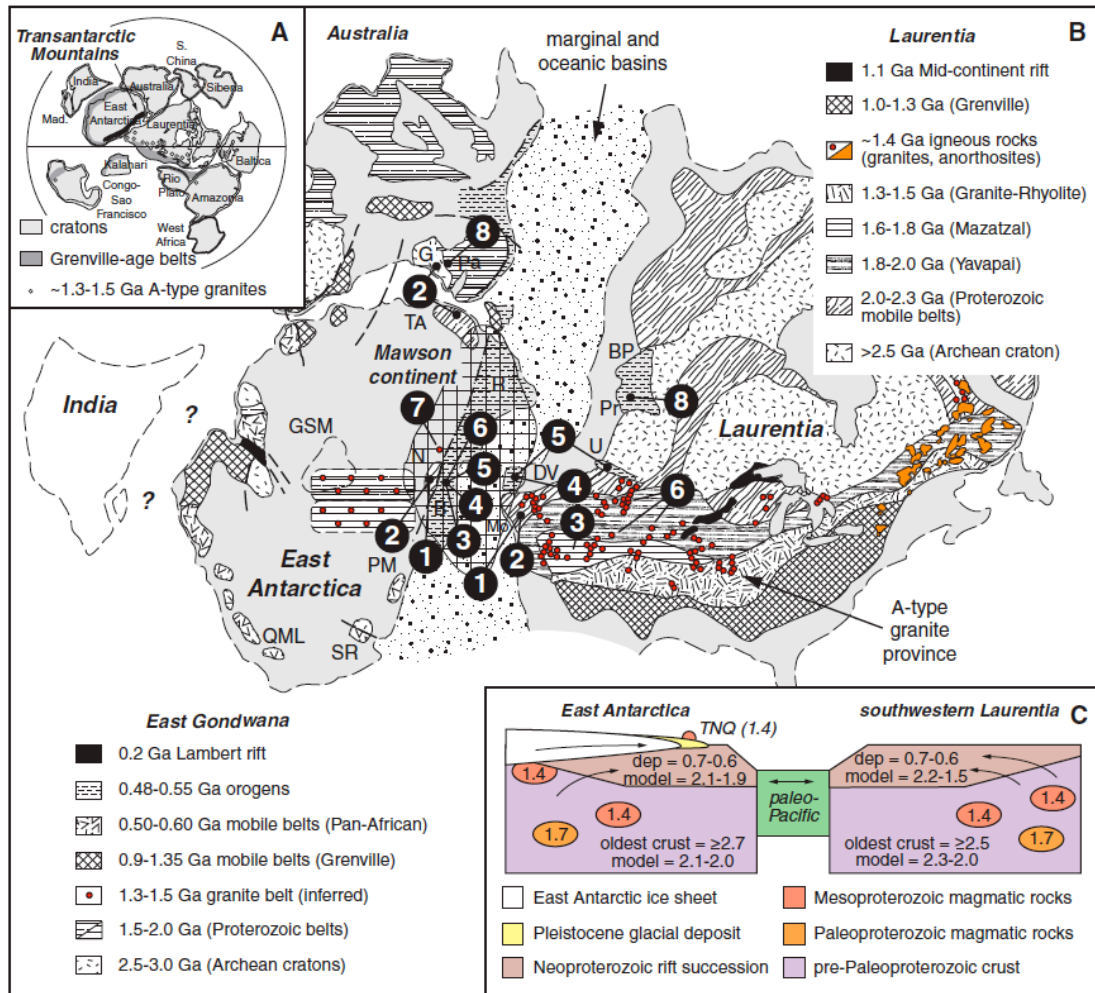 A
Transantarctic
Mountains
S.
China
India
Australia
Siberia
Mad.
East
Antarctica
Laurentia
Kalahari
Baltica
Congo-
Sao
Francisco
Rio
Plato
Amazonia
West
Africa
cratons
Grenville-age belts
~1.3-1.5 Ga A-type granites
B
Australia
marginal and
oceanic basins
Laurentia
1.1 Ga Mid-continent rift
1.0-1.3 Ga (Grenville)
~1.4 Ga igneous rocks
(granites, anorthosites)
1.3-1.5 Ga (Granite-Rhyolite)
1.6-1.8 Ga (Mazatzal)
1.8-2.0 Ga (Yavapai)
2.0-2.3 Ga (Proterozoic
mobile belts)
>2.5 Ga (Archean craton)
8
G
Pa
2
TA
Mawson
continent
R
BP
Pr
8
India
?
?
GSM
7
6
5
U
Laurentia
N
5
DV
4
6
B
4
Mo
3
3
2
PM
1
2
1
East
Antarctica
QML
SR
A-type
granite
province
East Gondwana
0.2 Ga Lambert rift
0.48-0.55 Ga orogens
0.50-0.60 Ga mobile belts (Pan-African)
0.9-1.35 Ga mobile belts (Grenville)
1.3-1.5 Ga granite belt (inferred)
1.5-2.0 Ga (Proterozoic belts)
2.5-3.0 Ga (Archean cratons)
C
East Antarctica
TNQ (1.4)
southwestern Laurentia
dep = 0.7-0.6
model = 2.1-1.9
dep = 0.7-0.6
model = 2.2-1.5
1.4
1.4
1.7
paleo-
Pacific
1.4
1.4
1.7
oldest crust = ≥2.7
model = 2.1-2.0
oldest crust = ≥2.5
model = 2.3-2.0
East Antarctic ice sheet
Mesoproterozoic magmatic rocks
Pleistocene glacial deposit
Paleoproterozoic magmatic rocks
Neoproterozoic rift succession
pre-Paleoproterozoic crust